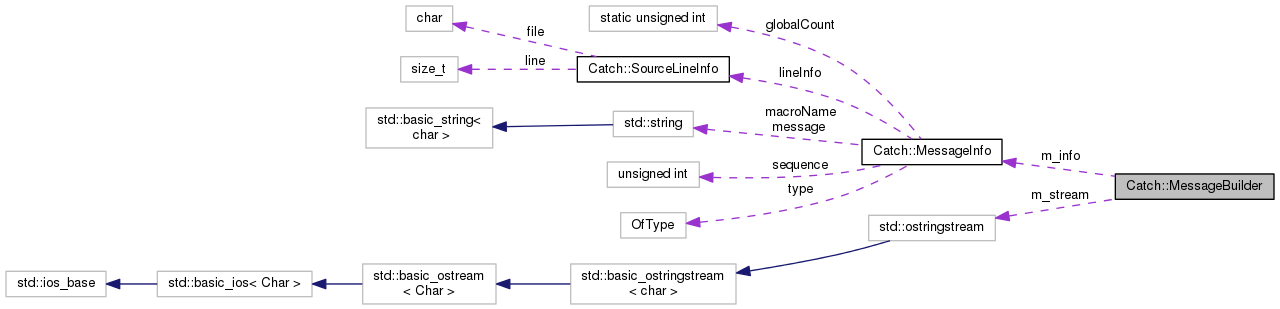 char
static unsigned int
globalCount
file
line
size_t
Catch::SourceLineInfo
lineInfo
std::basic_string<
char >
std::string
macroName
message
Catch::MessageInfo
m_info
unsigned int
sequence
type
Catch::MessageBuilder
m_stream
OfType
std::ostringstream
std::ios_base
std::basic_ios< Char >
std::basic_ostream
< Char >
std::basic_ostringstream
< char >